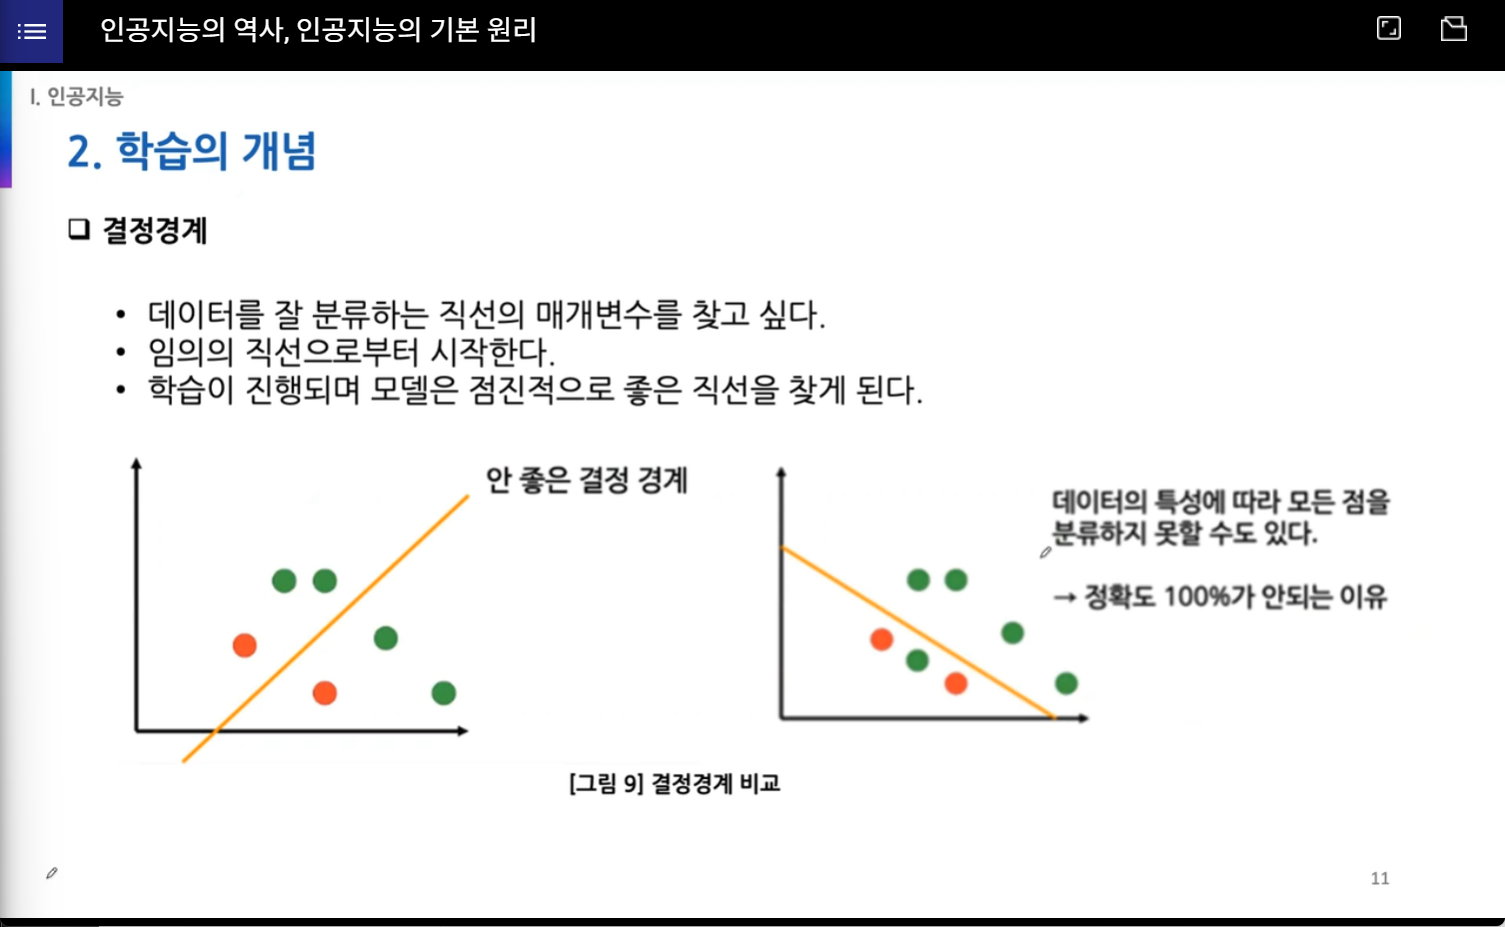 인공지능의 역사, 인공지능의 기본 원리
I. 인공지능
2. 학습의 개념
❑ 결정경계
• 데이터를 잘 분류하는 직선의 매개변수를 찾고 싶다.
• 임의의 직선으로부터 시작한다.
• 학습이 진행되며 모델은 점진적으로 좋은 직선을 찾게 된다.
안 좋은 결정 경계
데이터의 특성에 따라 모든 점을
분류하지 못할 수도 있다.
→ 정확도 100%가 안되는 이유
[그림 9] 결정경계 비교
11